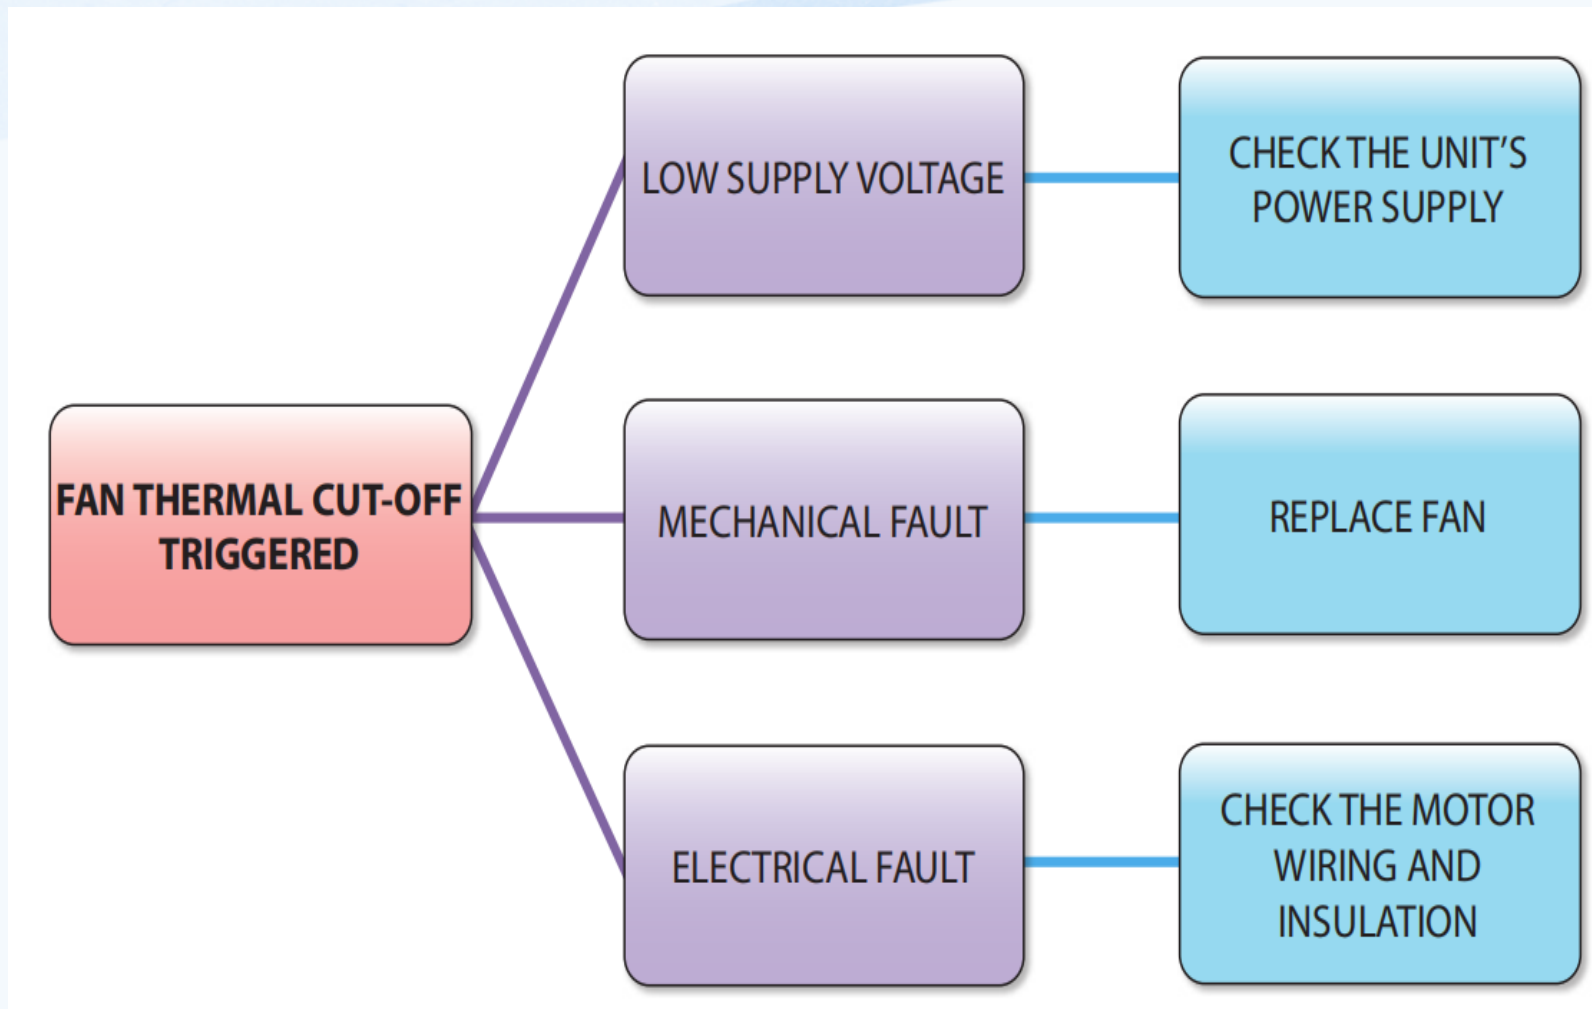 LOW SUPPLY VOLTAGE
CHECK THE UNIT’S
POWER SUPPLY
FAN THERMAL CUT-OFF
TRIGGERED
MECHANICAL FAULT
REPLACE FAN
ELECTRICAL FAULT
CHECK THE MOTOR
WIRING AND
INSULATION